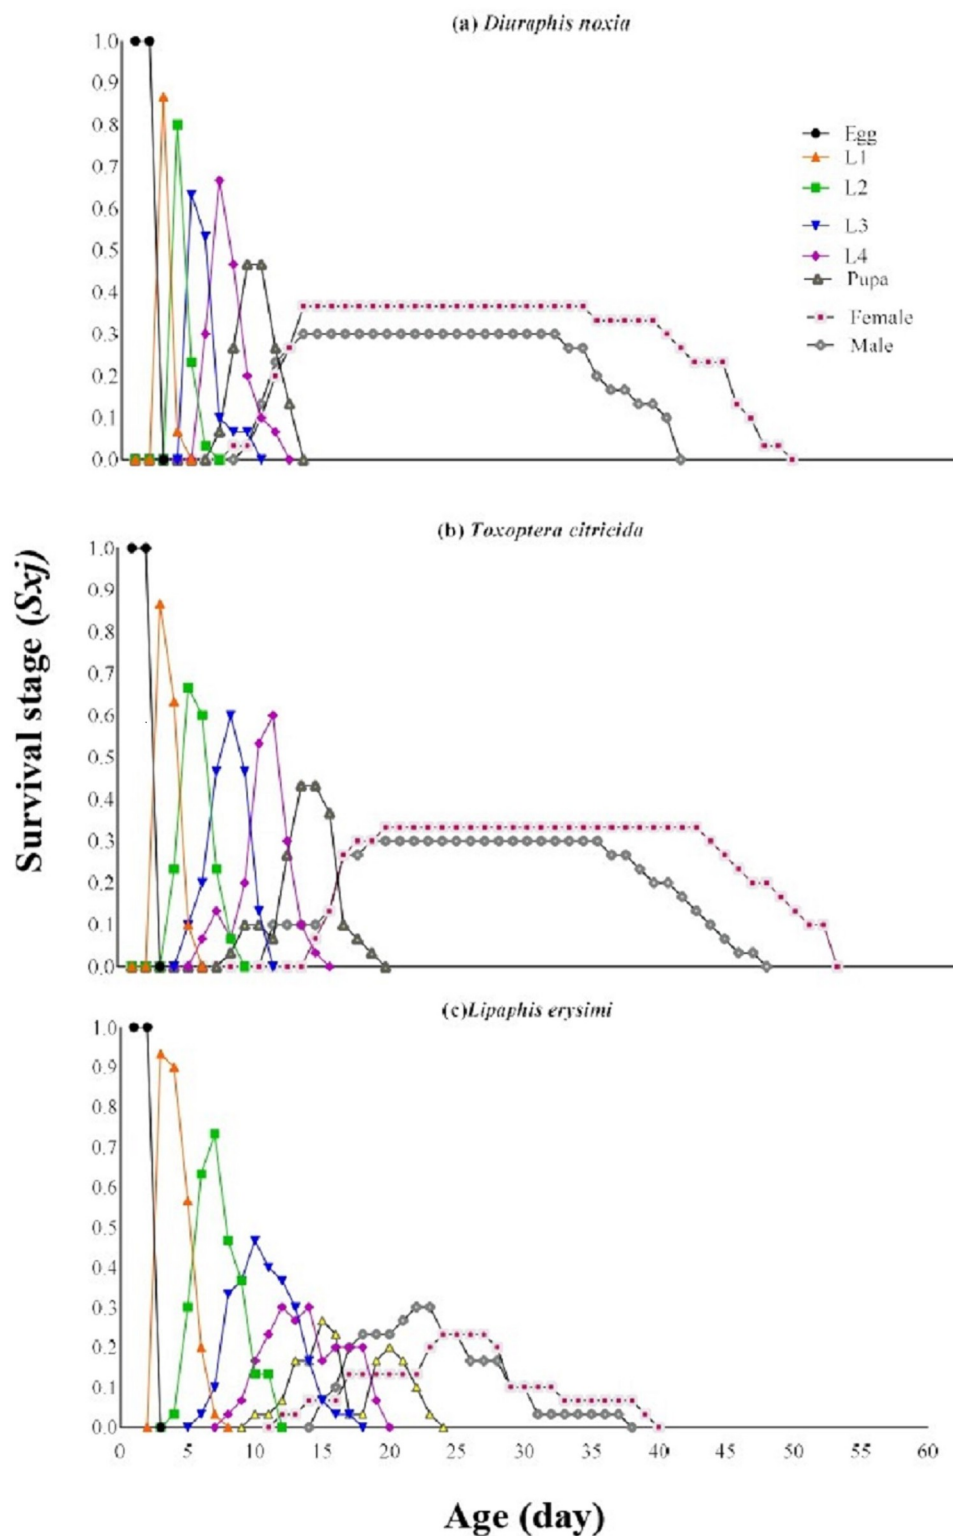 (a) Diuraphis noxia
1.0
0.9
0.8
0.7
0.6
0.5
0.4
0.3
0.2
0.1
0.0
Egg
L1
L2
L3
L4
Pupa
Female
Male
(b) Toxoptera citricida
1.0
0.9
0.8
0.7
0.6
0.5
0.4
0.3
0.2
0.1
0.0
Survival stage (Sxj)
(c)Lipaphis erysimi
1.0
0.9
0.8
0.7
0.6
0.5
0.4
0.3
0.2
0.1
0.0
0 5 10 15 20 25 30 35 40 45 50 55 60
Age (day)